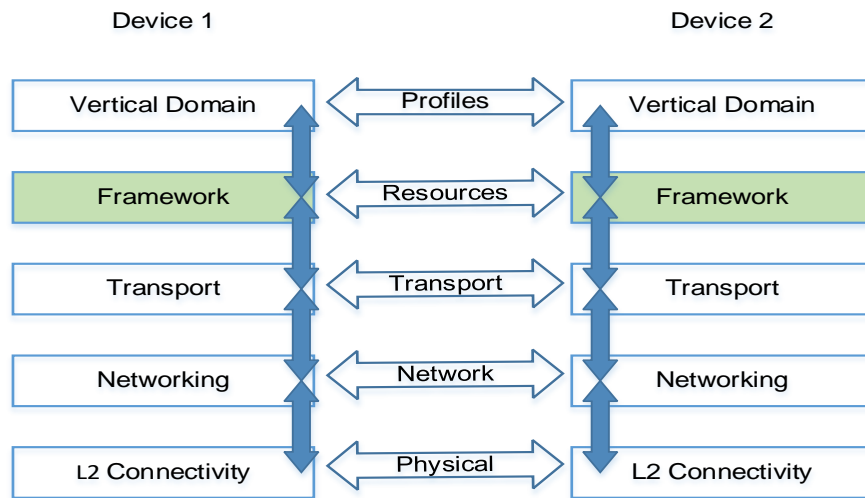 Device 1
Device 2
Vertical Domain
Profiles
Vertical Domain
Framework
Resources
Framework
Transport
Transport
Transport
Networking
Network
Networking
L2 Connectivity
Physical
L2 Connectivity